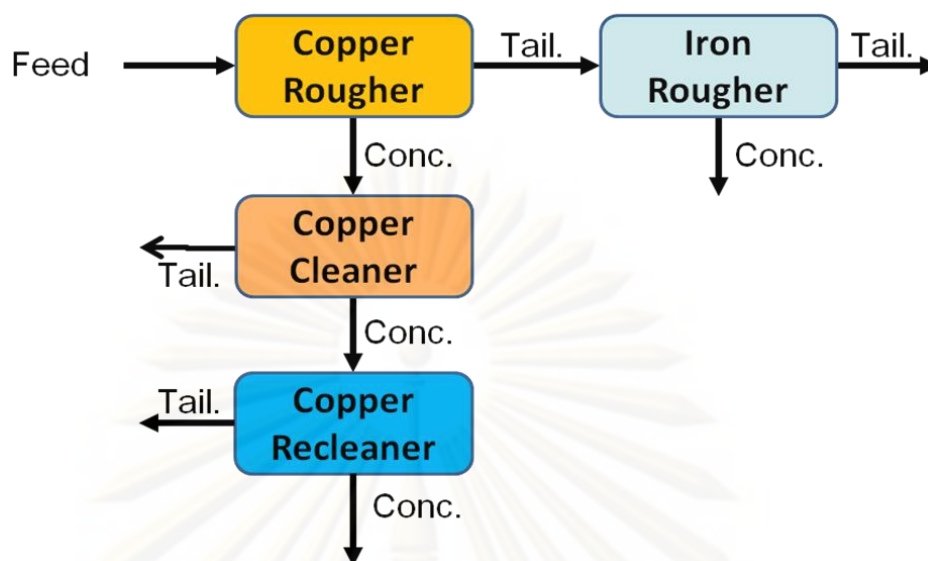 Feed
Copper
Rougher
Tail.
Iron
Rougher
Tail.
Conc.
Conc.
Copper
Cleaner
Tail.
Conc.
Copper
Recleaner
Tail.
Conc.